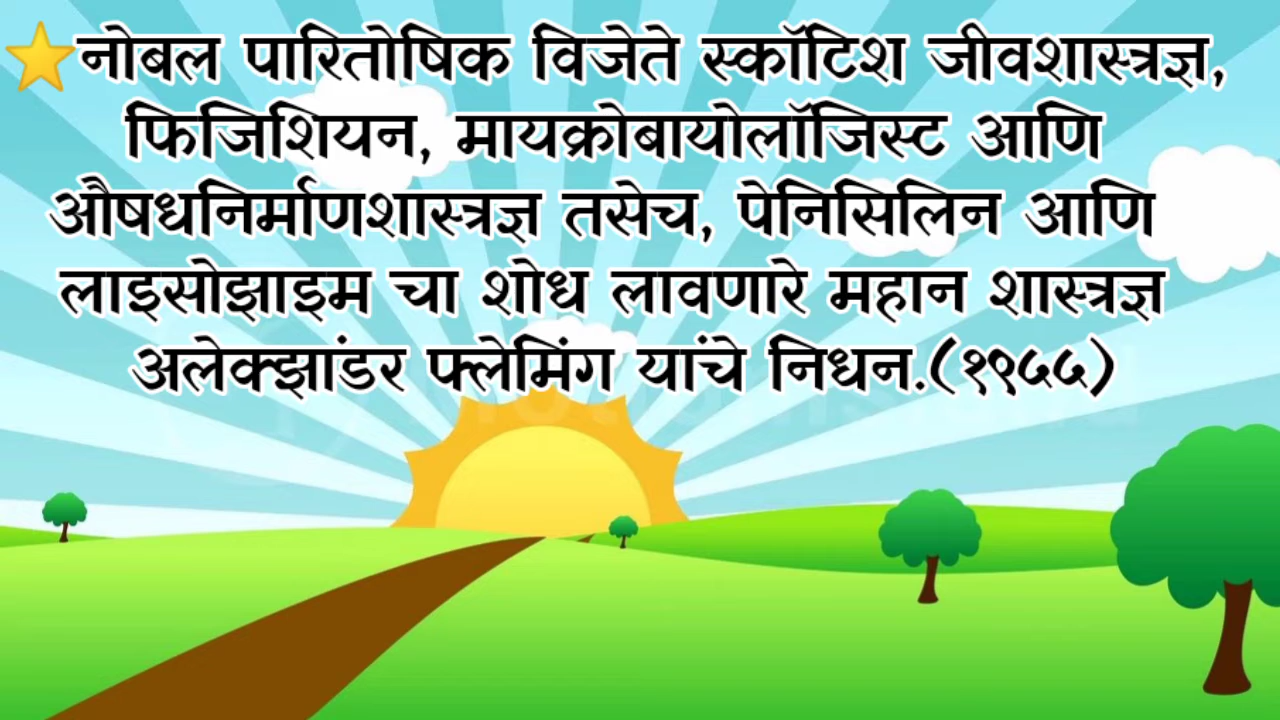 ⭐नोबल पारितोषिक विजेते स्कॉटिश जीवशास्त्रज्ञ,
फिजिशियन, मायक्रोबायोलॉजिस्ट आणि
औषधनिर्माणशास्त्रज्ञ तसेच, पेनिसिलिन आणि
लाइसोझाइम चा शोध लावणारे महान शास्त्रज्ञ
अलेक्झांडर फ्लेमिंग यांचे निधन.(१९५५)